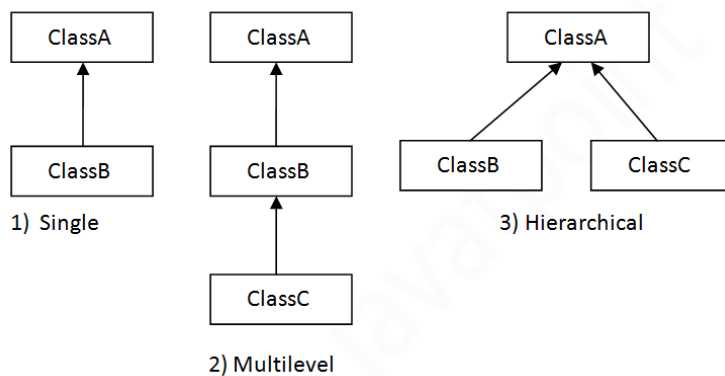 ClassA
ClassB
1) Single
ClassA
ClassB
ClassC
2) Multilevel
ClassA
ClassB
ClassC
3) Hierarchical